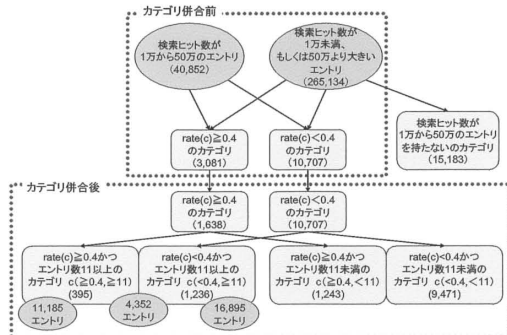 カテゴリ併合前
検索ヒット数が
1万から50万のエントリ
(40,852)
検索ヒット数が
1万未満、
もしくは50万より大きい
エントリ
(265,134)
rate(c)≧0.4
のカテゴリ
(3,081)
rate(c)<0.4
のカテゴリ
(10,707)
検索ヒット数が
1万から50万のエントリ
を持たないのカテゴリ
(15,183)
カテゴリ併合後
rate(c)≧0.4
のカテゴリ
(1,638)
rate(c)<0.4
のカテゴリ
(10,707)
rate(c)≧0.4かつ
エントリ数11以上の
カテゴリ c(≧0.4,≧11)
(395)
rate(c)<0.4かつ
エントリ数11以上の
カテゴリ c(<0.4,≧11)
(1,236)
rate(c)≧0.4かつ
エントリ数11未満の
カテゴリ c(≧0.4,<11)
(1,243)
rate(c)<0.4かつ
エントリ数11未満の
カテゴリ c(<0.4,<11)
(9,471)
11,185
エントリ
4,352
エントリ
16,895
エントリ